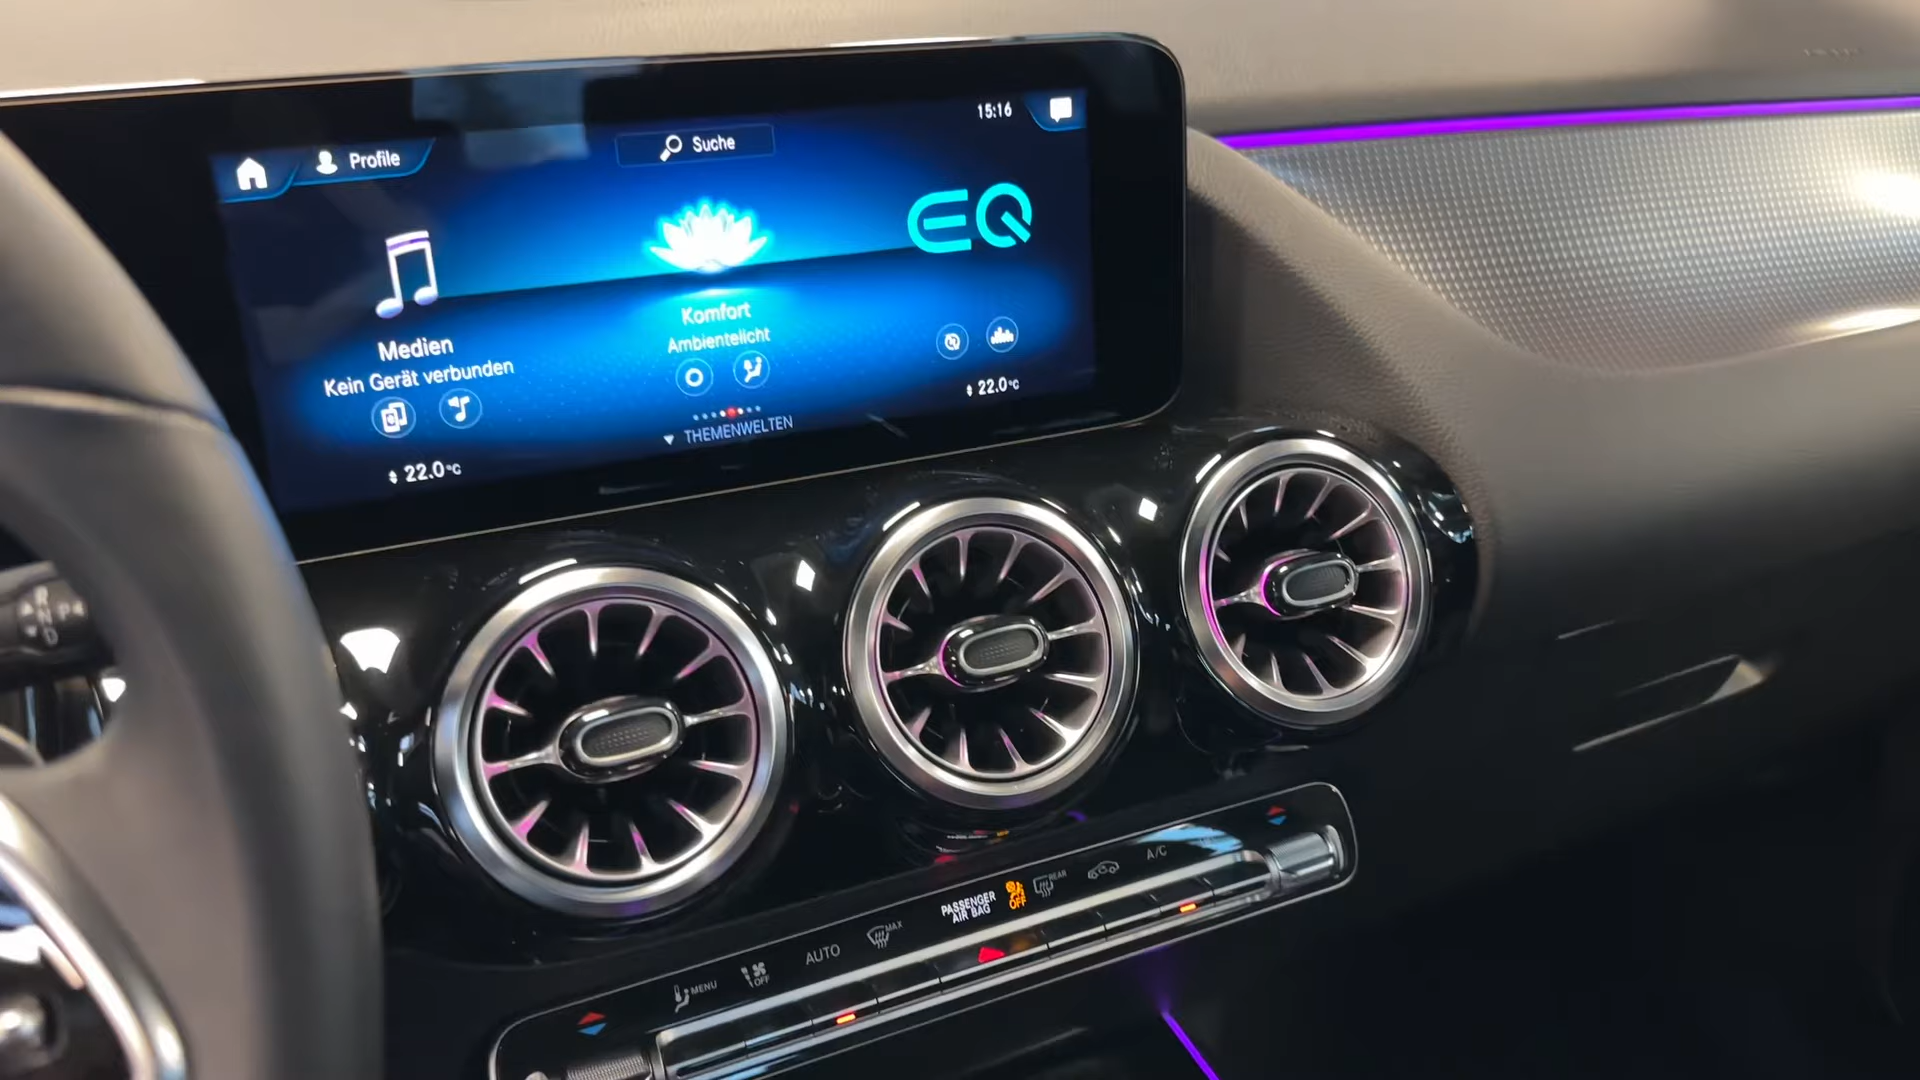 15:16
Profile
Suche
EQ
Medien
Kein Gerät verbunden
Komfort
Ambientelicht
22.0°C
THEMENWELTEN
22.0°C
R
N
D
P
MENU
OFF
AUTO
MAX
PASSENGER
AIR BAG
OFF
REAR
A/C